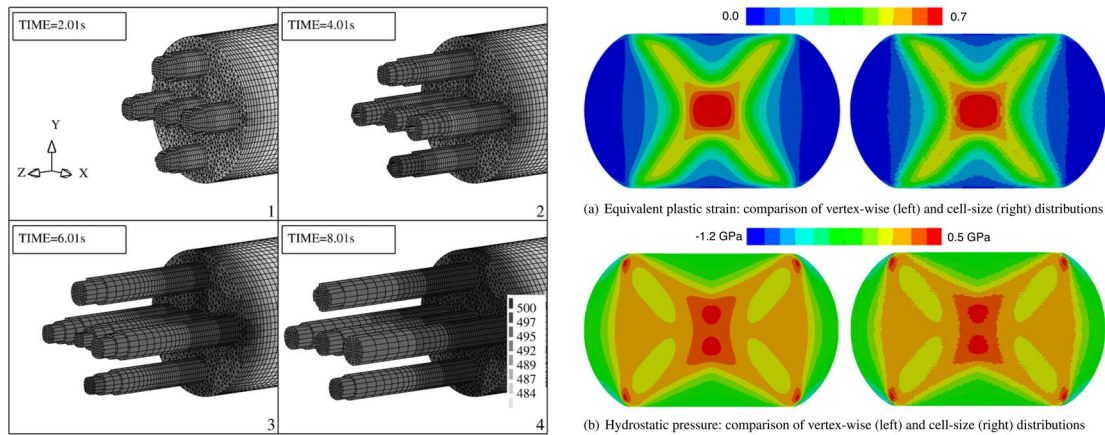 TIME=2.01s
Y
Z
X
1
TIME=4.01s
2
TIME=6.01s
3
TIME=8.01s
500
497
495
492
489
487
484
4
0.0
0.7
(a) Equivalent plastic strain: comparison of vertex-wise (left) and cell-size (right) distributions
-1.2 GPa
0.5 GPa
(b) Hydrostatic pressure: comparison of vertex-wise (left) and cell-size (right) distributions